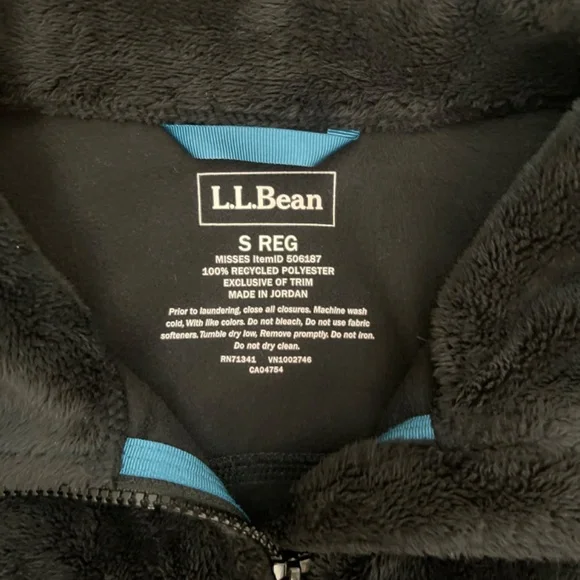 L.L.Bean
S REG
MISSES ItemID 506187
100% RECYCLED POLYESTER
EXCLUSIVE OF TRIM
MADE IN JORDAN
Prior to laundering, close all closures. Machine wash
cold, With like colors. Do not bleach, Do not use fabric
softeners. Tumble dry low, Remove promptly. Do not iron.
Do not dry clean.
RN71341 VN1002746
CA04754